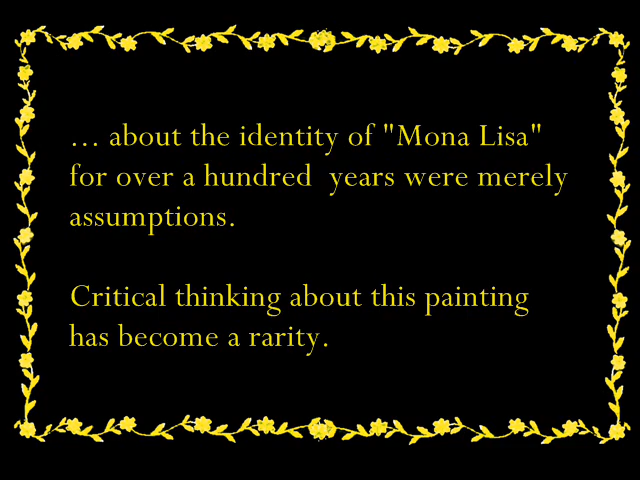 ... about the identity of "Mona Lisa"
for over a hundred  years were merely
assumptions.
Critical thinking about this painting
has become a rarity.